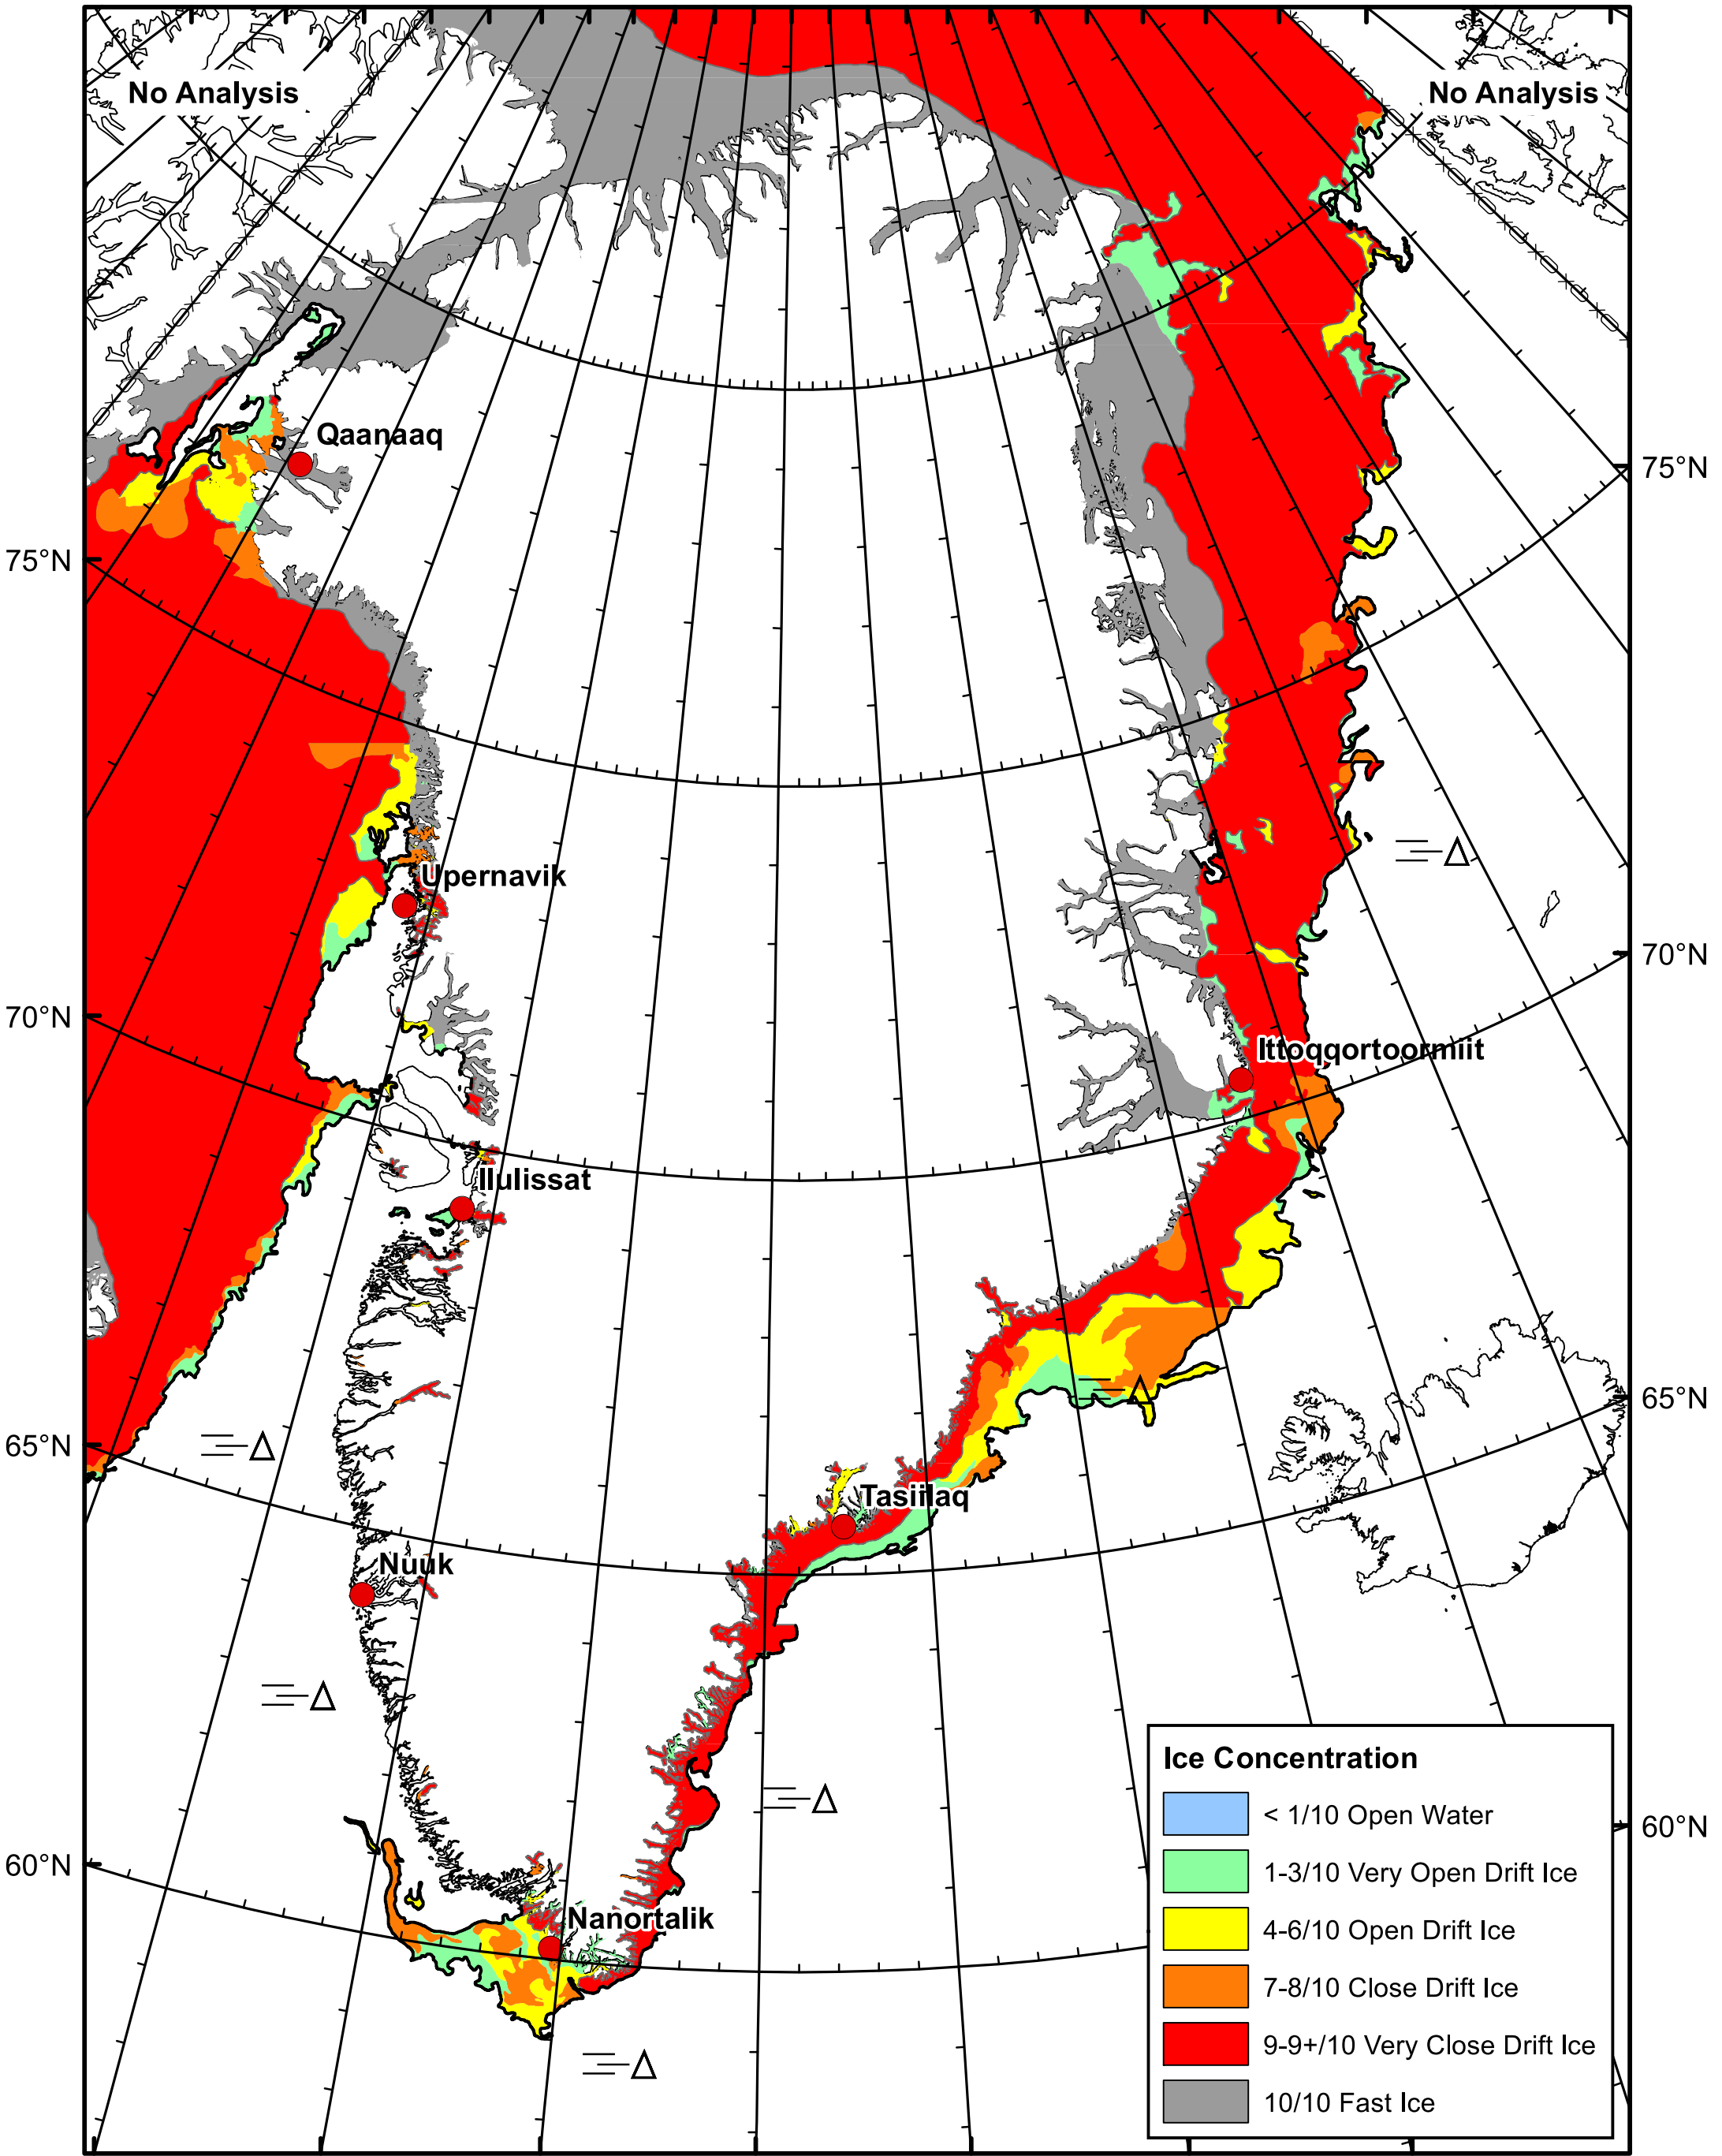 No Analysis
No Analysis
Qaanaaq
75°N
75°N
Upernavik
70°N
70°N
Ittoqqortoormiit
Ilulissat
65°N
65°N
Tasiilaq
Nuuk
60°N
60°N
Nanortalik
Ice Concentration
< 1/10 Open Water
1-3/10 Very Open Drift Ice
4-6/10 Open Drift Ice
7-8/10 Close Drift Ice
9-9+/10 Very Close Drift Ice
10/10 Fast Ice